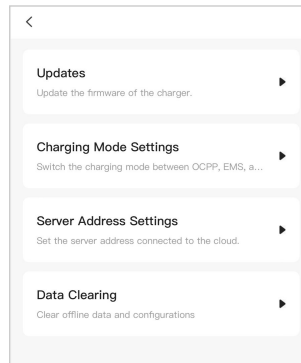 Updates
Update the firmware of the charger.
Charging Mode Settings
Switch the charging mode between OCPP, EMS, a...
Server Address Settings
Set the server address connected to the cloud.
Data Clearing
Clear offline data and configurations